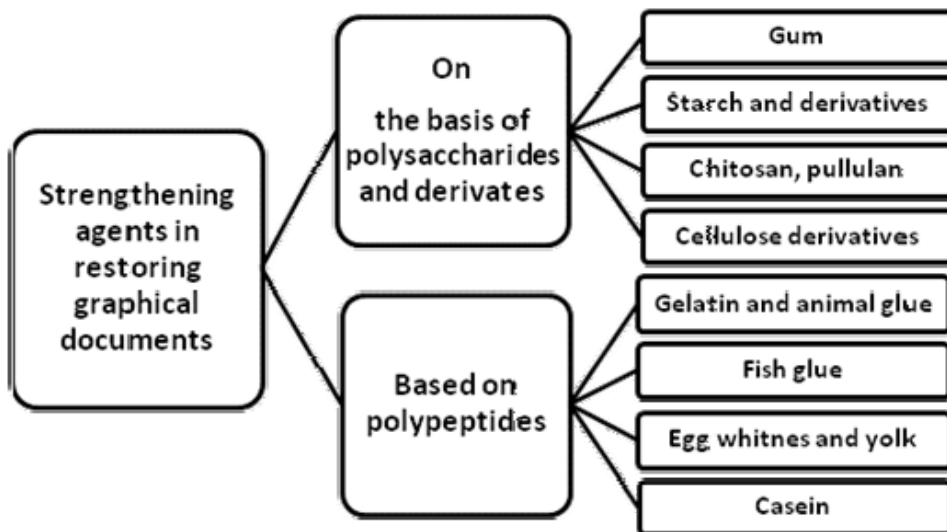 Strengthening
agents in
restoring
graphical
documents
On
the basis of
polysaccharides
and derivates
Gum
Starch and derivatives
Chitosan, pullulan
Cellulose derivatives
Based on
polypeptides
Gelatin and animal glue
Fish glue
Egg whitnes and yolk
Casein